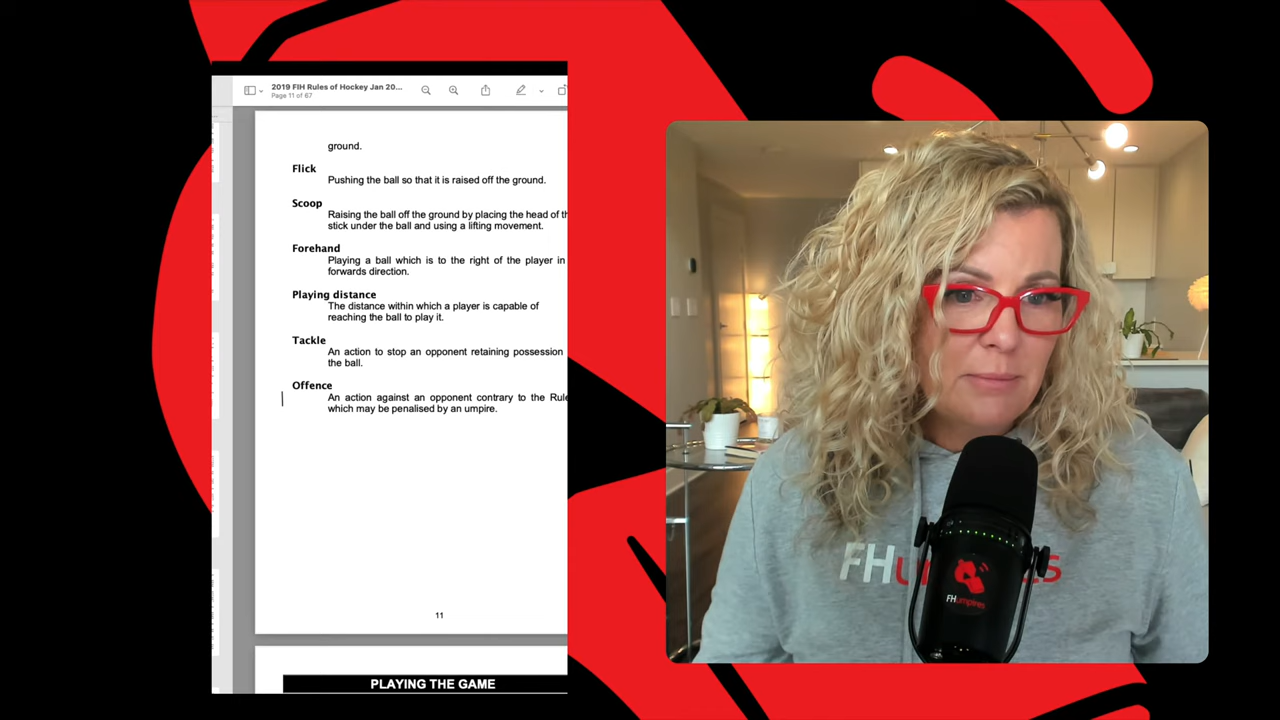 2019 FIH Rules of Hockey Jan 20...
Page 11 of 67
ground.
Flick
Pushing the ball so that it is raised off the ground.
Scoop
Raising the ball off the ground by placing the head of th
stick under the ball and using a lifting movement.
Forehand
Playing a ball which is to the right of the player in
forwards direction.
Playing distance
The distance within which a player is capable of
reaching the ball to play it.
Tackle
An action to stop an opponent retaining possession
the ball.
Offence
An action against an opponent contrary to the Rule
which may be penalised by an umpire.
11
PLAYING THE GAME
FHu es
FHumpires